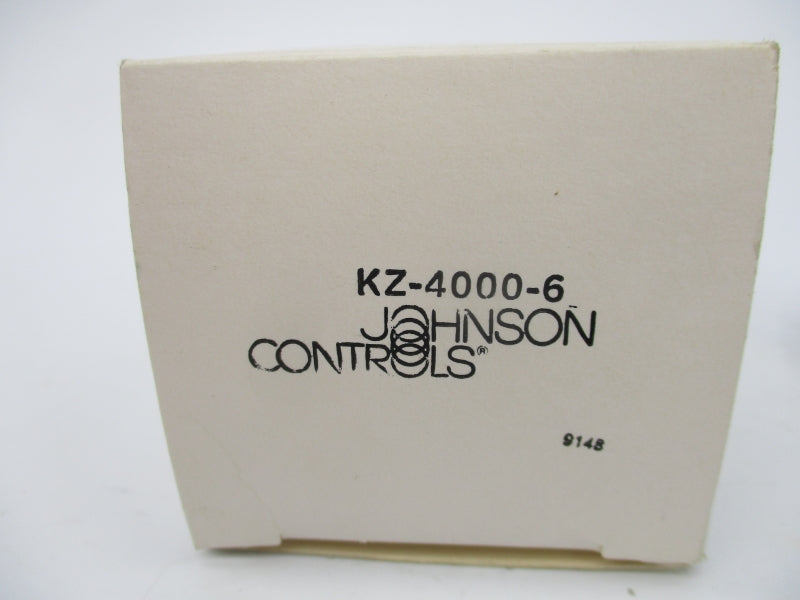 KZ-4000-6
JOHNSON
CONTROLS®
9148